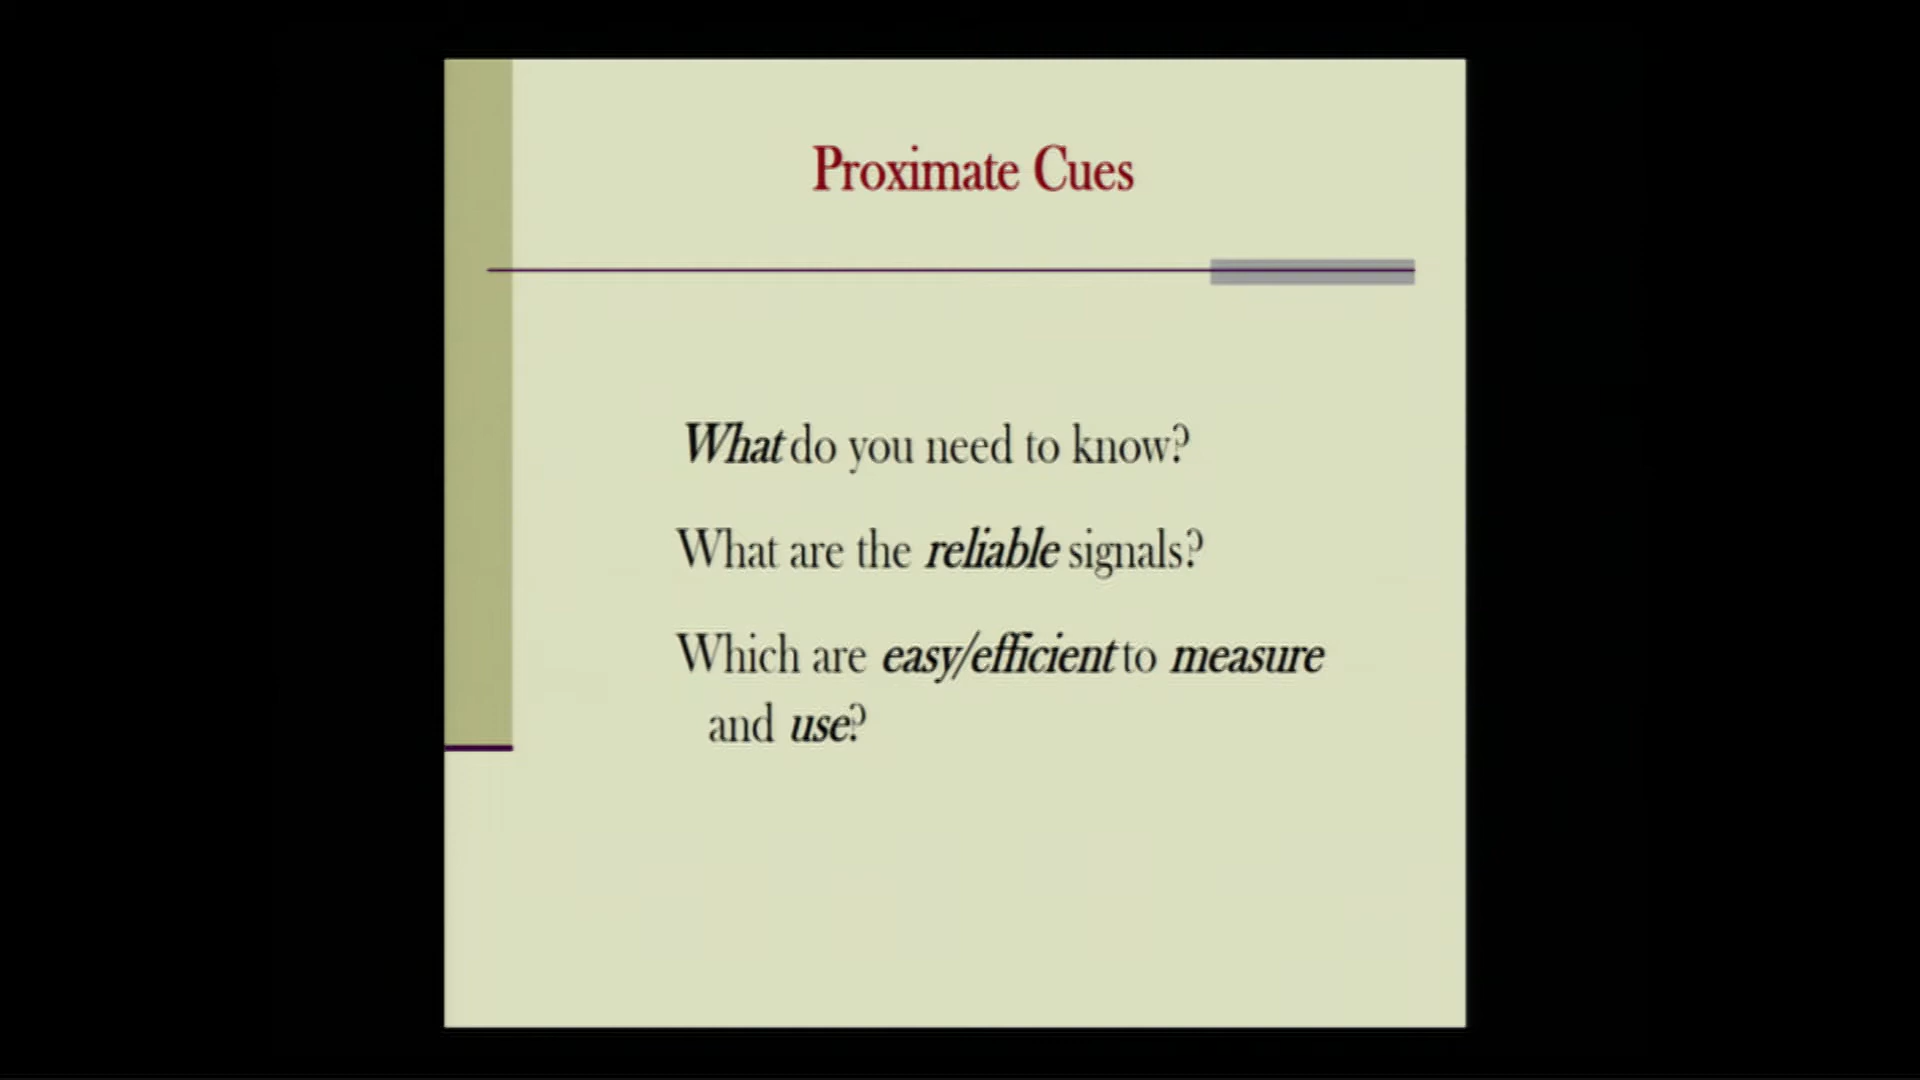 Proximate Cues
What do you need to know?
What are the reliable signals?
Which are easy/efficient to measure
and use?